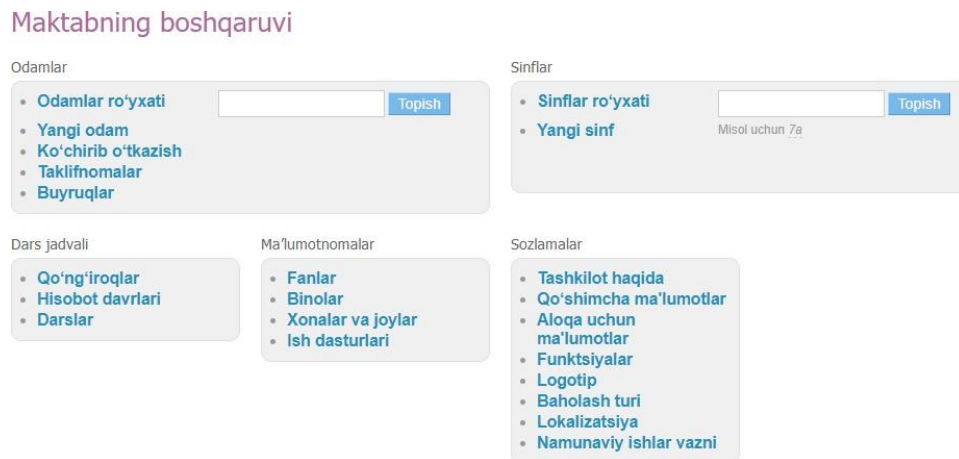 Maktabning boshqaruvi
Odamlar
Odamlar ro‘yxati
Topish
Yangi odam
Ko‘chirib o‘tkazish
Taklifnomalar
Buyruqlar
Sinflar
Sinflar ro‘yxati
Topish
Yangi sinf
Misol uchun 7a
Dars jadvali
Qo‘ng‘iroqlar
Hisobot davrlari
Darslar
Ma’lumotnomalar
Fanlar
Binolar
Xonalar va joylar
Ish dasturlari
Sozlamalar
Tashkilot haqida
Qo‘shimcha ma'lumotlar
Aloqa uchun
ma'lumotlar
Funktsiyalar
Logotip
Baholash turi
Lokalizatsiya
Namunaviy ishlar vazni